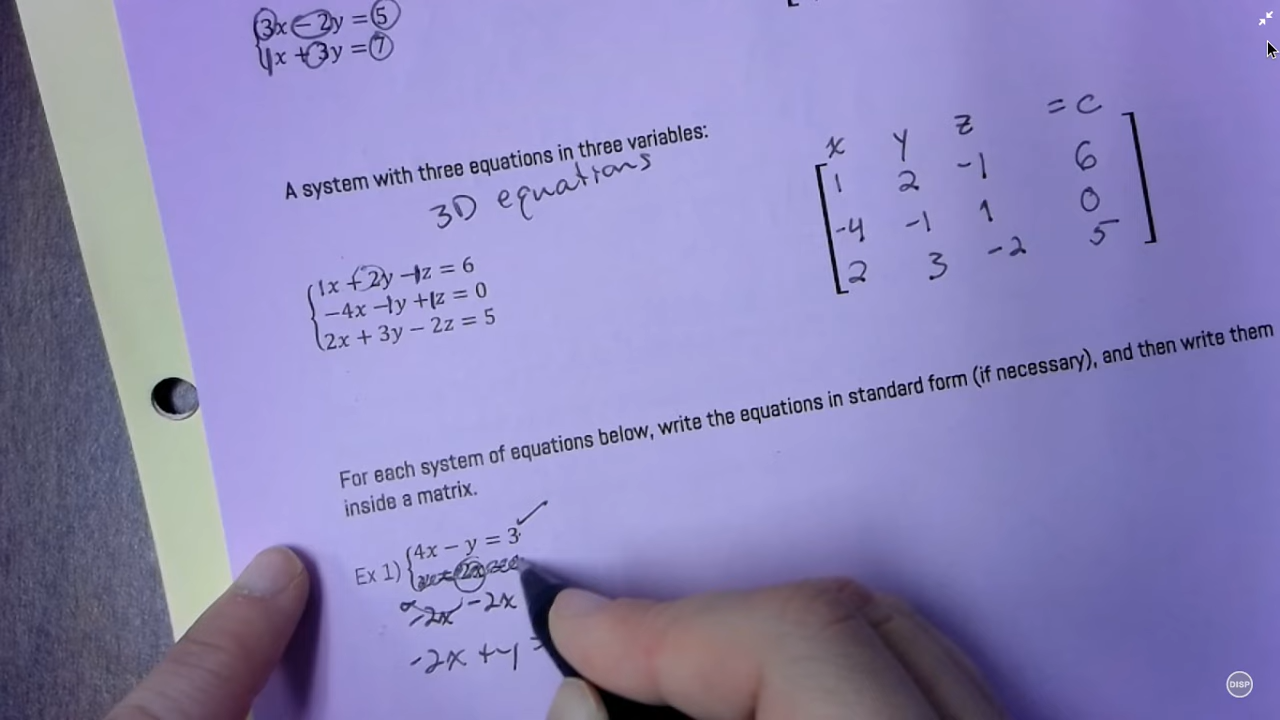 3x − 2y = 5
1x + 3y = 7
A system with three equations in three variables:
3D equations
1x + 2y − 1z = 6
−4x − 1y + 1z = 0
2x + 3y − 2z = 5
x y z = C
1 2 -1 6
-4 -1 1 0
2 3 -2 5
For each system of equations below, write the equations in standard form (if necessary), and then write them
inside a matrix.
Ex 1) 4x − y = 3 ✓
-2x -2x
-2x + y =
DISP